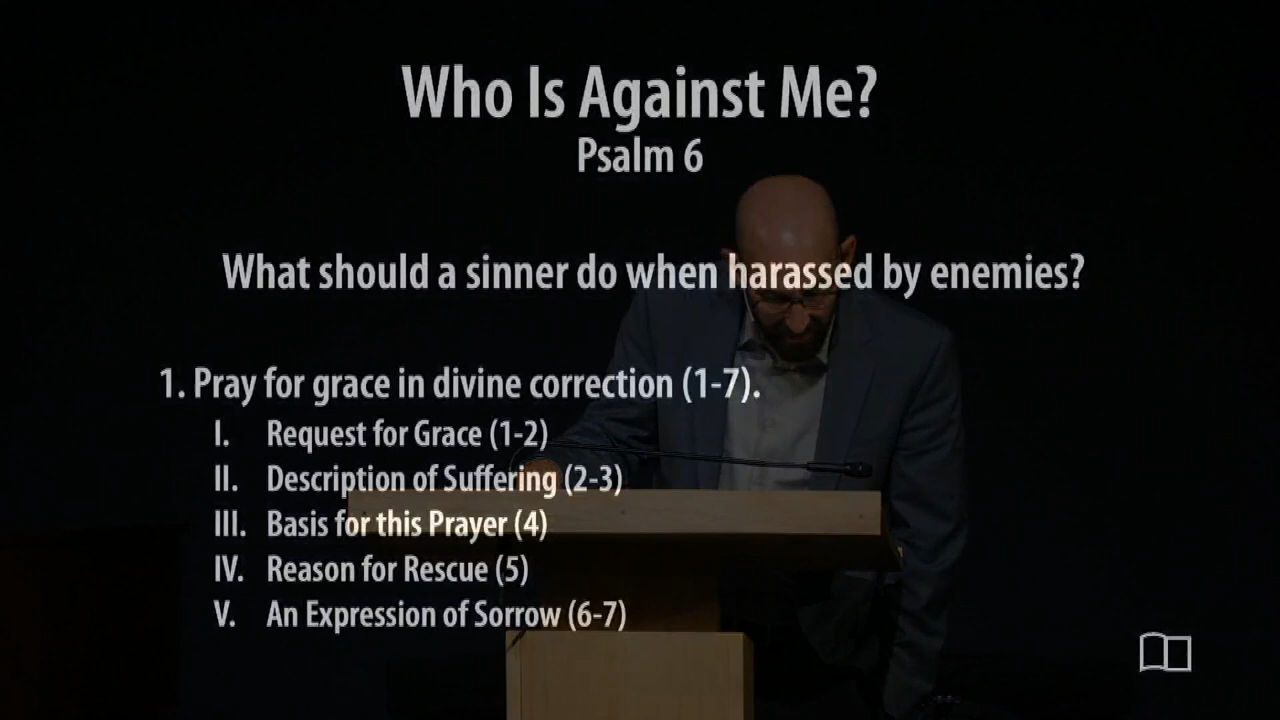 Who Is Against Me?
Psalm 6
What should a sinner do when harassed by enemies?
1. Pray for grace in divine correction (1-7).
I. Request for Grace (1-2)
II. Description of Suffering (2-3)
III. Basis for this Prayer (4)
IV. Reason for Rescue (5)
V. An Expression of Sorrow (6-7)